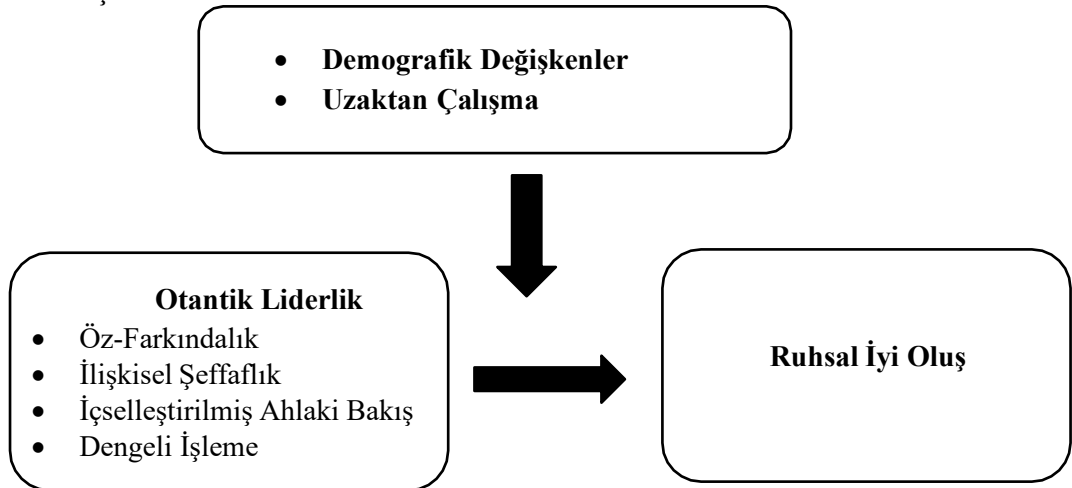 • Demografik Değişkenler
• Uzaktan Çalışma
Otantik Liderlik
• Öz-Farkındalık
• İlişkisel Şeffaflık
• İçselleştirilmiş Ahlaki Bakış
• Dengeli İşleme
Ruhsal İyi Oluş